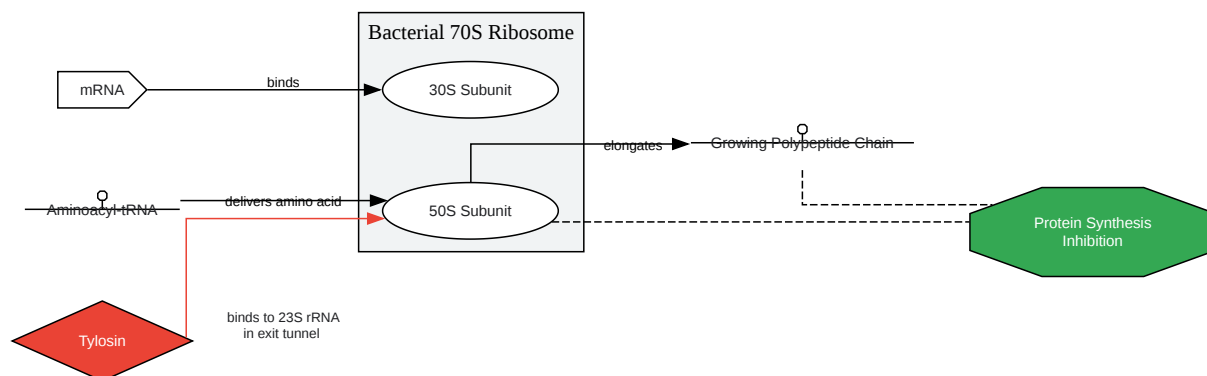 Bacterial 70S Ribosome
mRNA
binds
30S Subunit
elongates
Growing Polypeptide Chain
Aminoacyl-tRNA
delivers amino acid
50S Subunit
Protein Synthesis
Inhibition
binds to 23S rRNA
in exit tunnel
Tylosin